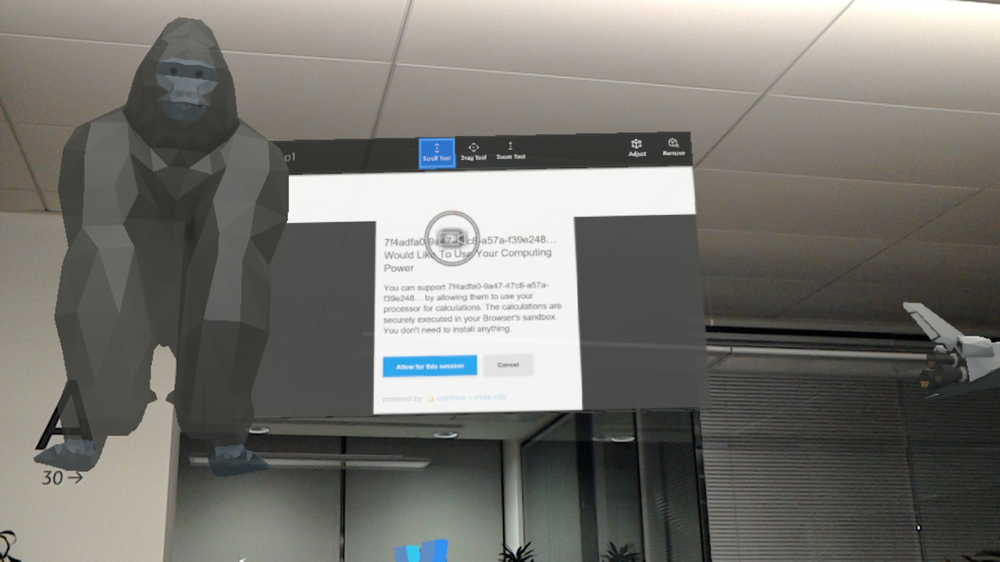 p1
Scroll Tool
Drag Tool
Zoom Tool
Adjust
Remove
7f4adfa0-9a47-47c8-a57a-f39e248…
Would Like To Use Your Computing
Power
You can support 7f4adfa0-9a47-47c8-a57a-
f39e248… by allowing them to use your
processor for calculations. The calculations are
securely executed in your Browser's sandbox.
You don't need to install anything.
Allow for this session
Cancel
powered by coinhive – more info
A
30→